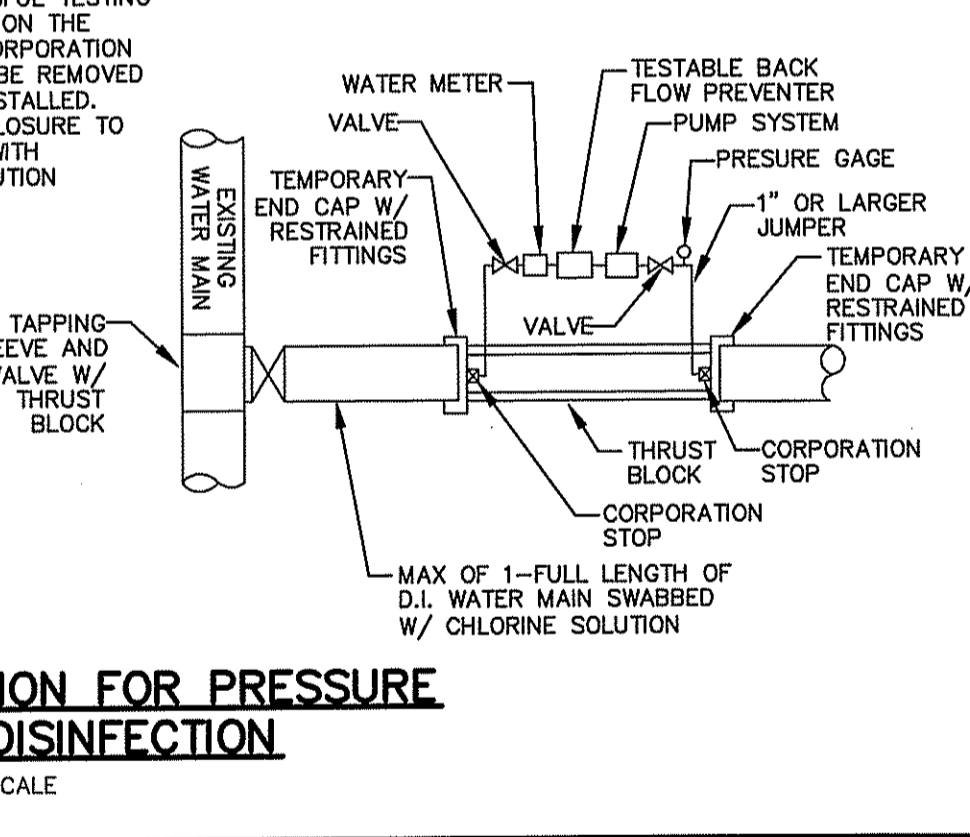 ON THE
ORPORATION
BE REMOVED
STALLED.
LOSURE TO
WITH
UTION
WATER METER
VALVE
TESTABLE BACK
FLOW PREVENTER
PUMP SYSTEM
PRESURE GAGE
1" OR LARGER
JUMPER
TEMPORARY
END CAP W/
RESTRAINED
FITTINGS
TEMPORARY
END CAP W/
RESTRAINED
FITTINGS
EXISTING
WATER MAIN
VALVE
TAPPING
EEVE AND
VALVE W/
THRUST
BLOCK
THRUST
BLOCK
CORPORATION
STOP
CORPORATION
STOP
MAX OF 1-FULL LENGTH OF
D.I. WATER MAIN SWABBED
W/ CHLORINE SOLUTION
ION FOR PRESSURE
DISINFECTION
CALE